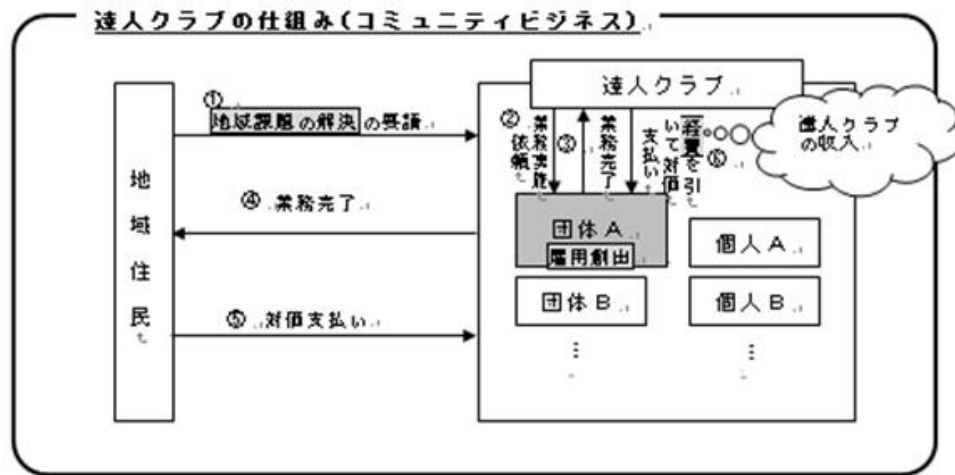 達人クラブの仕組み(コミュニティビジネス)
達人クラブ
①
地域課題の解決の要請
②
業務実施
依頼
③
業務完了
経費を引
いて対価
支払い
⑥
達人クラブ
の収入
地域住民
④ 業務完了
団体A
雇用創出
個人A
団体B
個人B
⑤ 対価支払い
⋮
⋮